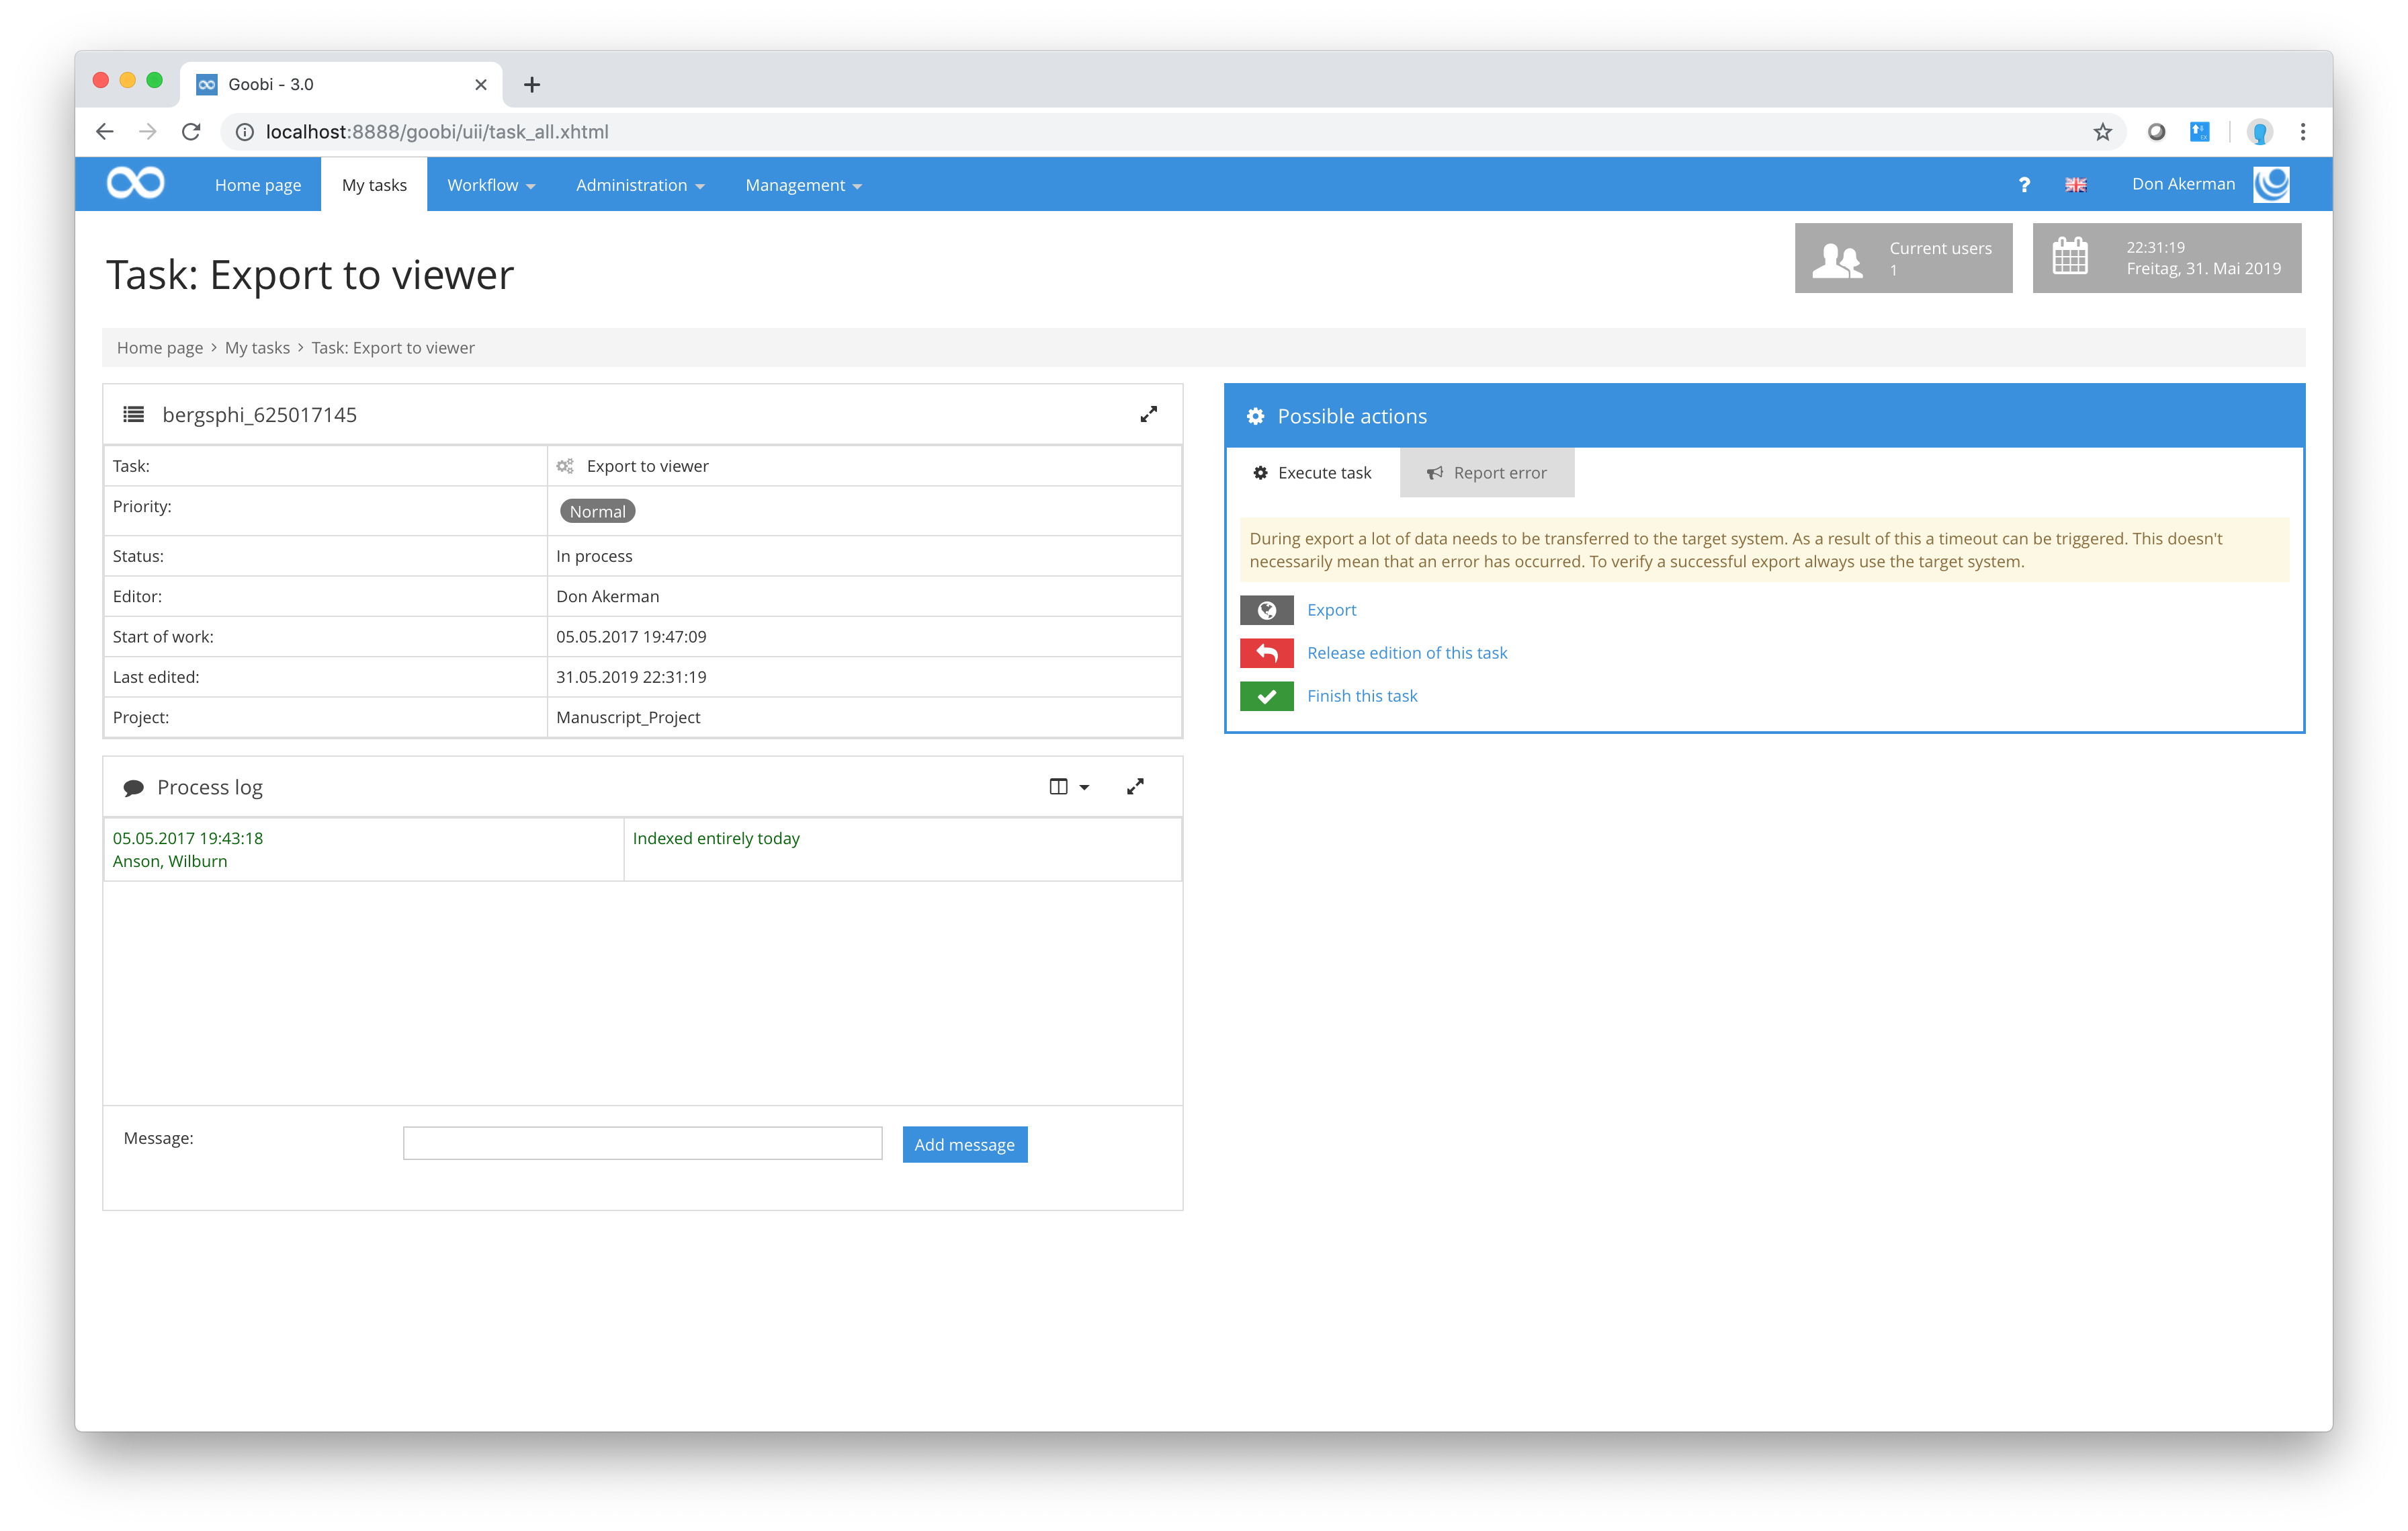 Goobi - 3.0
localhost:8888/goobi/uii/task_all.xhtml
Home page My tasks Workflow Administration Management ? Don Akerman
Task: Export to viewer
Current users
1
22:31:19
Freitag, 31. Mai 2019
Home page > My tasks > Task: Export to viewer
bergsphi_625017145
Task: Export to viewer
Priority: Normal
Status: In process
Editor: Don Akerman
Start of work: 05.05.2017 19:47:09
Last edited: 31.05.2019 22:31:19
Project: Manuscript_Project
Process log
05.05.2017 19:43:18 Indexed entirely today
Anson, Wilburn
Message: Add message
Possible actions
Execute task Report error
During export a lot of data needs to be transferred to the target system. As a result of this a timeout can be triggered. This doesn't
necessarily mean that an error has occurred. To verify a successful export always use the target system.
Export
Release edition of this task
Finish this task